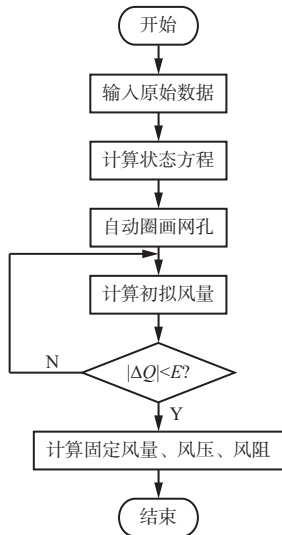 开始
输入原始数据
计算状态方程
自动圈画网孔
计算初拟风量
N
|ΔQ|<E?
Y
计算固定风量、风压、风阻
结束